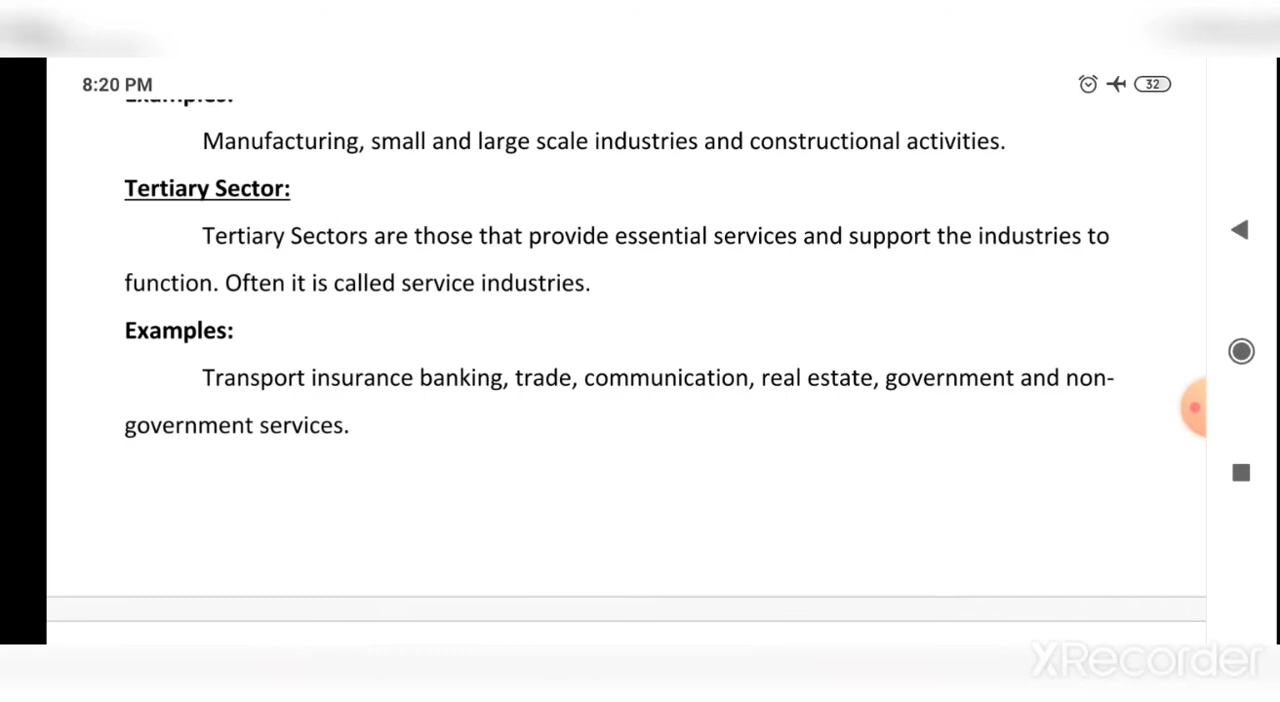 8:20 PM
32
Examples:
Manufacturing, small and large scale industries and constructional activities.
Tertiary Sector:
Tertiary Sectors are those that provide essential services and support the industries to
function. Often it is called service industries.
Examples:
Transport insurance banking, trade, communication, real estate, government and non-
government services.
XRecorder